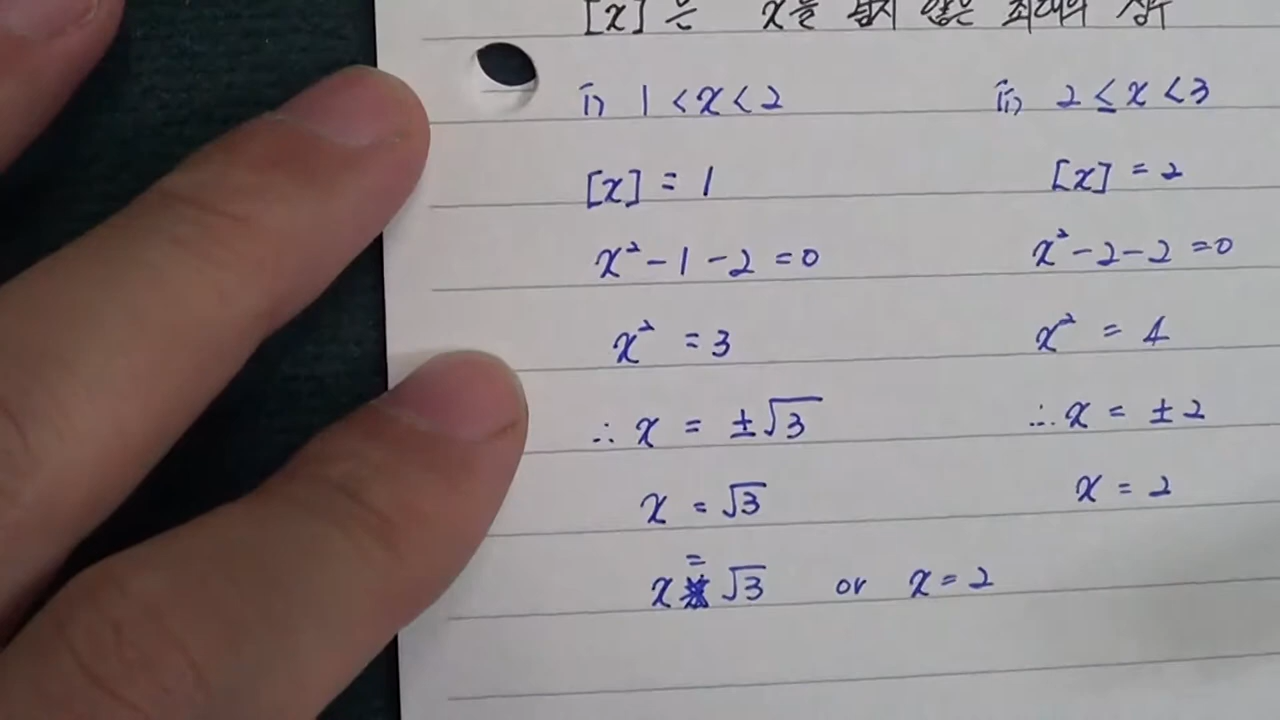 [x]는 x를 넘지 않은 최대의 정수
i) 1 < x < 2 ii) 2 ≤ x < 3
[x] = 1 [x] = 2
x² - 1 - 2 = 0 x² - 2 - 2 = 0
x² = 3 x² = 4
∴ x = ±√3 ∴ x = ±2
x = √3 x = 2
x = √3 or x = 2